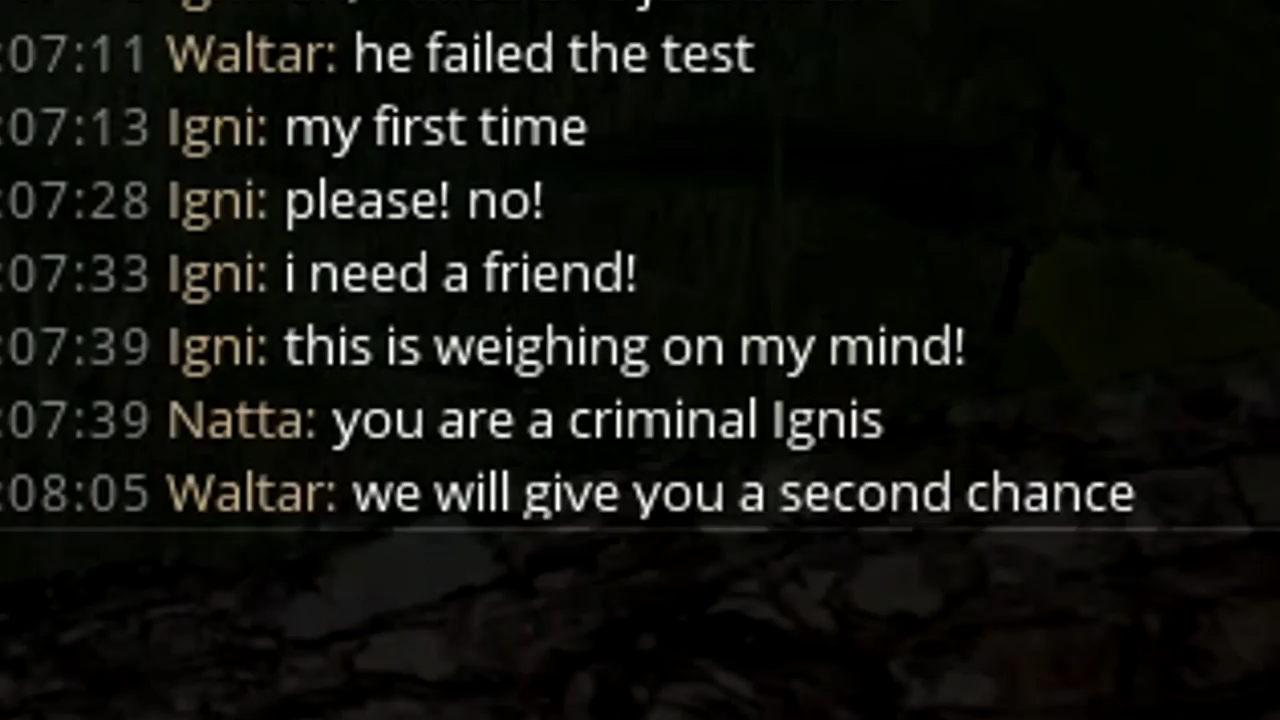 :07:11 Waltar: he failed the test
:07:13 Igni: my first time
:07:28 Igni: please! no!
:07:33 Igni: i need a friend!
:07:39 Igni: this is weighing on my mind!
:07:39 Natta: you are a criminal Ignis
:08:05 Waltar: we will give you a second chance